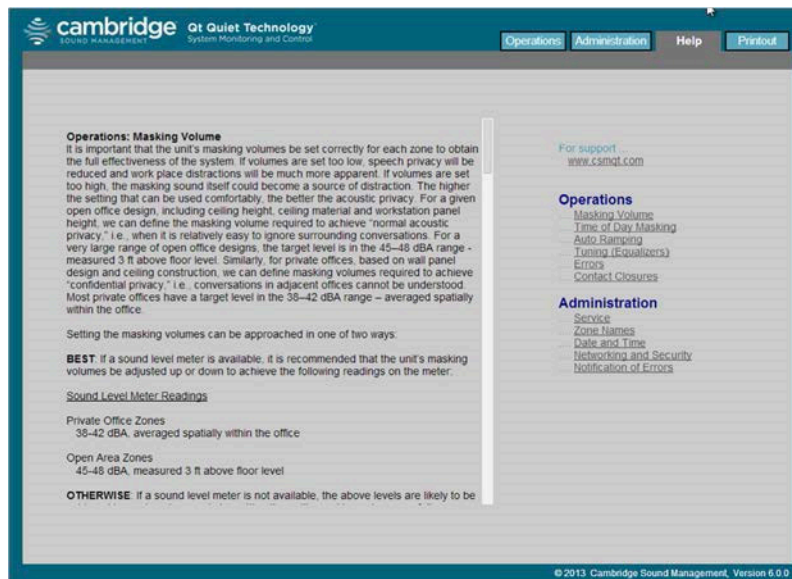 cambridge
SOUND MANAGEMENT
Qt Quiet Technology
System Monitoring and Control
Operations
Administration
Help
Printout
Operations: Masking Volume
It is important that the unit's masking volumes be set correctly for each zone to obtain
the full effectiveness of the system. If volumes are set too low, speech privacy will be
reduced and work place distractions will be much more apparent. If volumes are set
too high, the masking sound itself could become a source of distraction. The higher
the setting that can be used comfortably, the better the acoustic privacy. For a given
open office design, including ceiling height, ceiling material and workstation panel
height, we can define the masking volume required to achieve "normal acoustic
privacy," i.e., when it is relatively easy to ignore surrounding conversations. For a
very large range of open office designs, the target level is in the 45–48 dBA range -
measured 3 ft above floor level. Similarly, for private offices, based on wall panel
design and ceiling construction, we can define masking volumes required to achieve
"confidential privacy," i.e., conversations in adjacent offices cannot be understood.
Most private offices have a target level in the 38–42 dBA range – averaged spatially
within the office.
Setting the masking volumes can be approached in one of two ways:
BEST: If a sound level meter is available, it is recommended that the unit's masking
volumes be adjusted up or down to achieve the following readings on the meter:
Sound Level Meter Readings
Private Office Zones
38-42 dBA, averaged spatially within the office
Open Area Zones
45-48 dBA, measured 3 ft above floor level
OTHERWISE: If a sound level meter is not available, the above levels are likely to be
For support ...
www.csmqt.com
Operations
Masking Volume
Time of Day Masking
Auto Ramping
Tuning (Equalizers)
Errors
Contact Closures
Administration
Service
Zone Names
Date and Time
Networking and Security
Notification of Errors
© 2013 Cambridge Sound Management, Version 6.0.0